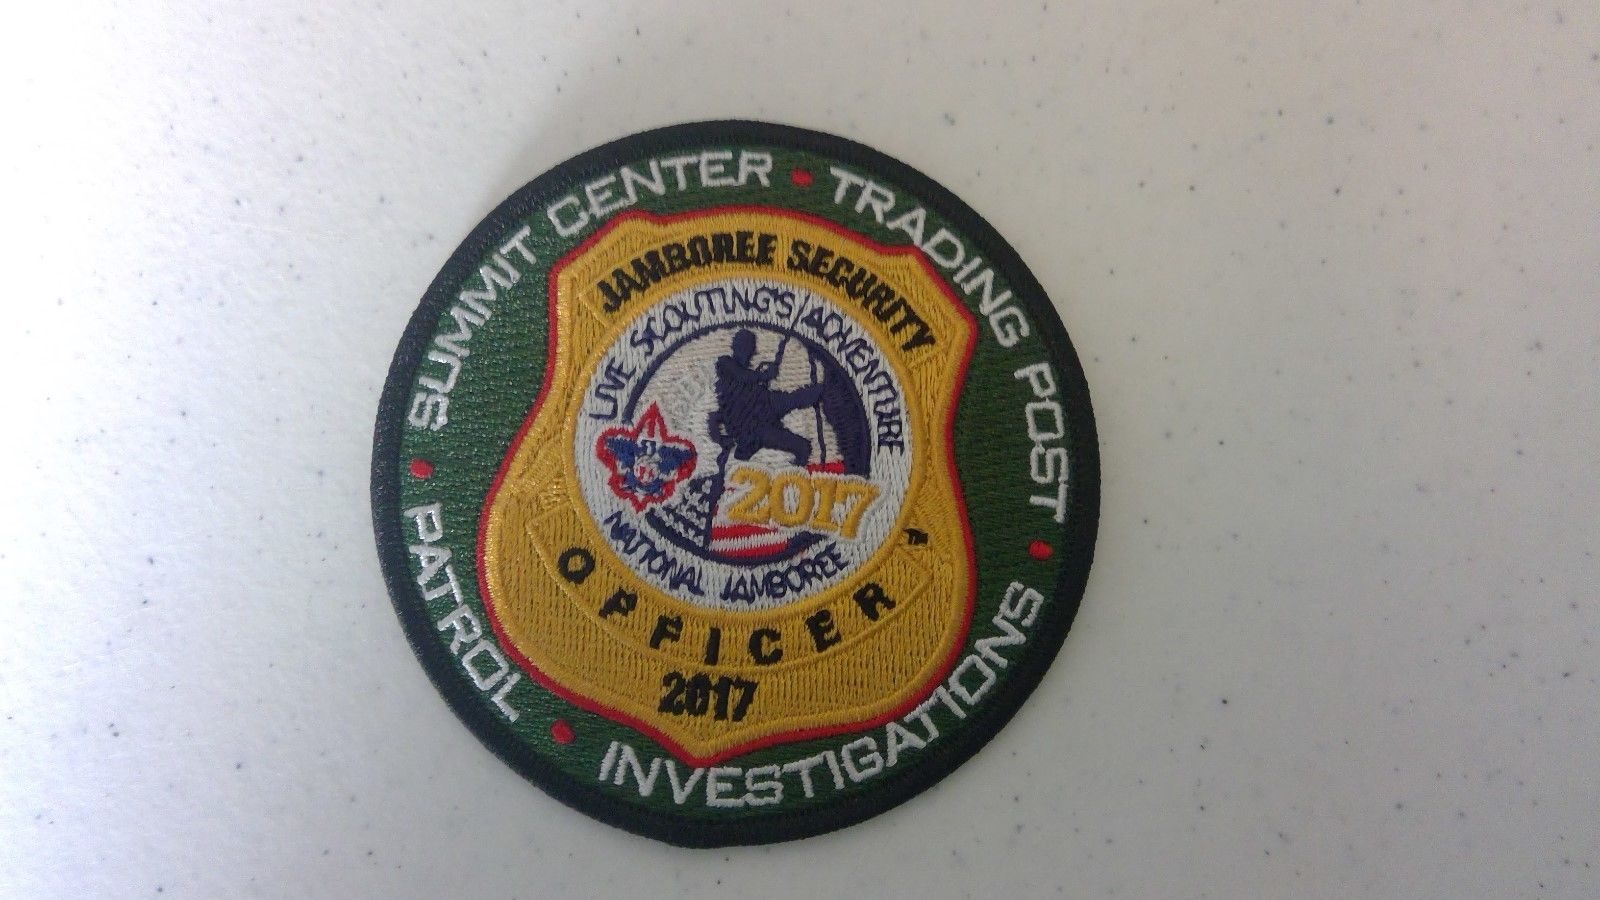 SUMMIT CENTER • TRADING POST • INVESTIGATIONS • PATROL •
JAMBOREE SECURITY
LIVE SCOUTING'S ADVENTURE
2017
NATIONAL JAMBOREE
OFFICER
2017